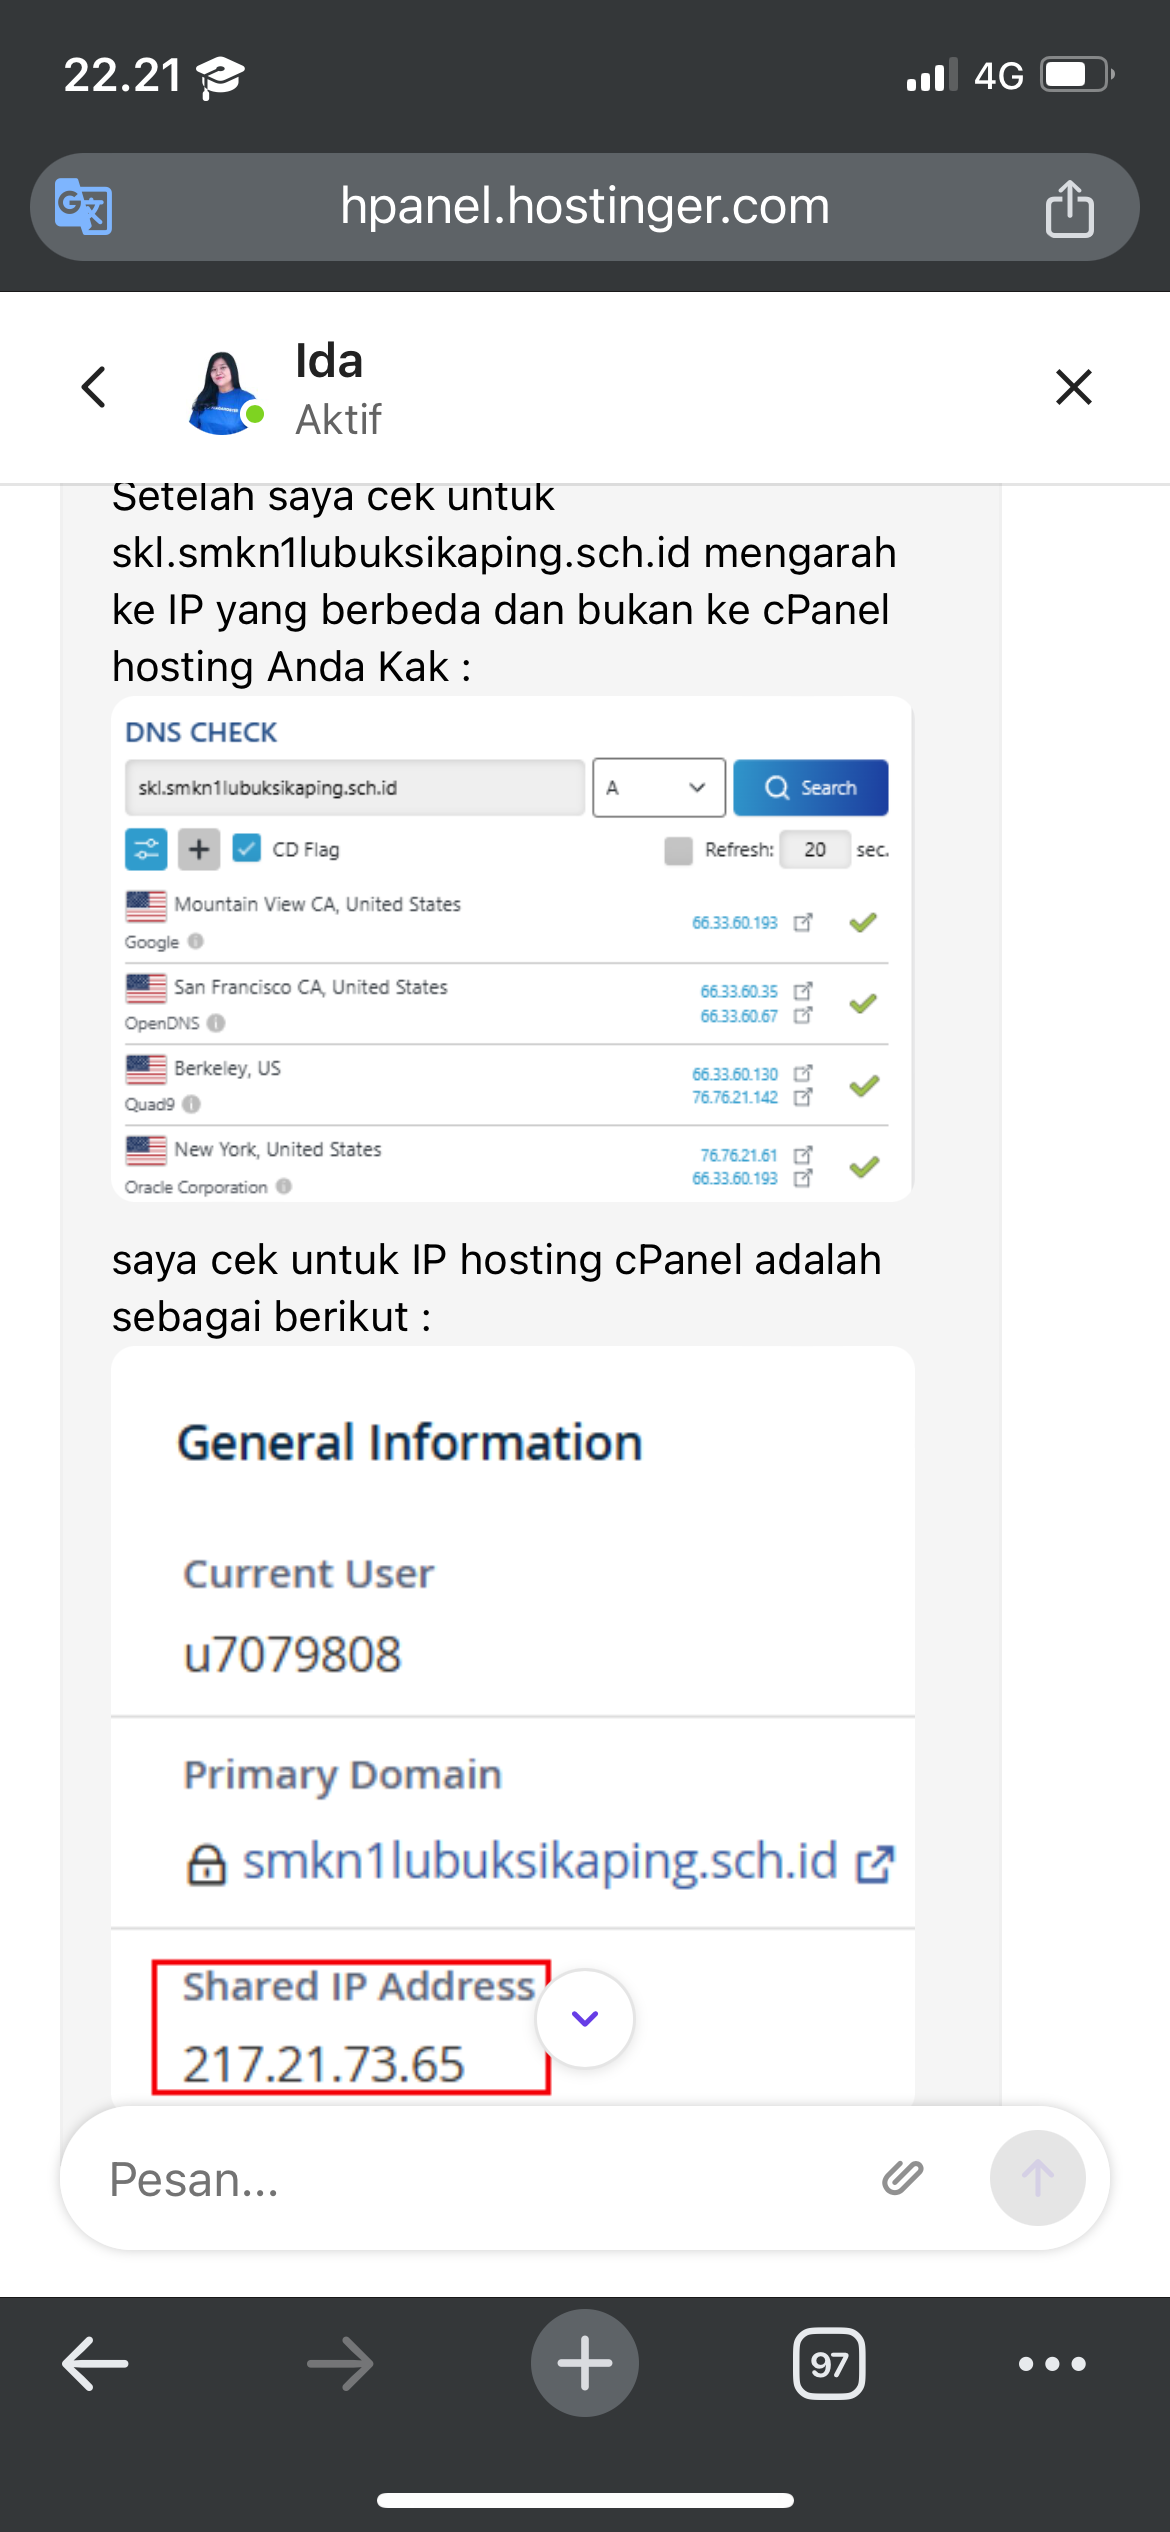 22.21
4G
hpanel.hostinger.com
Ida
Aktif
Setelah saya cek untuk
skl.smkn1lubuksikaping.sch.id mengarah
ke IP yang berbeda dan bukan ke cPanel
hosting Anda Kak :
DNS CHECK
skl.smkn1lubuksikaping.sch.id
A
Search
+
CD Flag
Refresh: 20 sec.
Mountain View CA, United States
66.33.60.193
Google
San Francisco CA, United States
66.33.60.35
66.33.60.67
OpenDNS
Berkeley, US
66.33.60.130
76.76.21.142
Quad9
New York, United States
76.76.21.61
66.33.60.193
Oracle Corporation
saya cek untuk IP hosting cPanel adalah
sebagai berikut :
General Information
Current User
u7079808
Primary Domain
smkn1lubuksikaping.sch.id
Shared IP Address
217.21.73.65
Pesan...
97